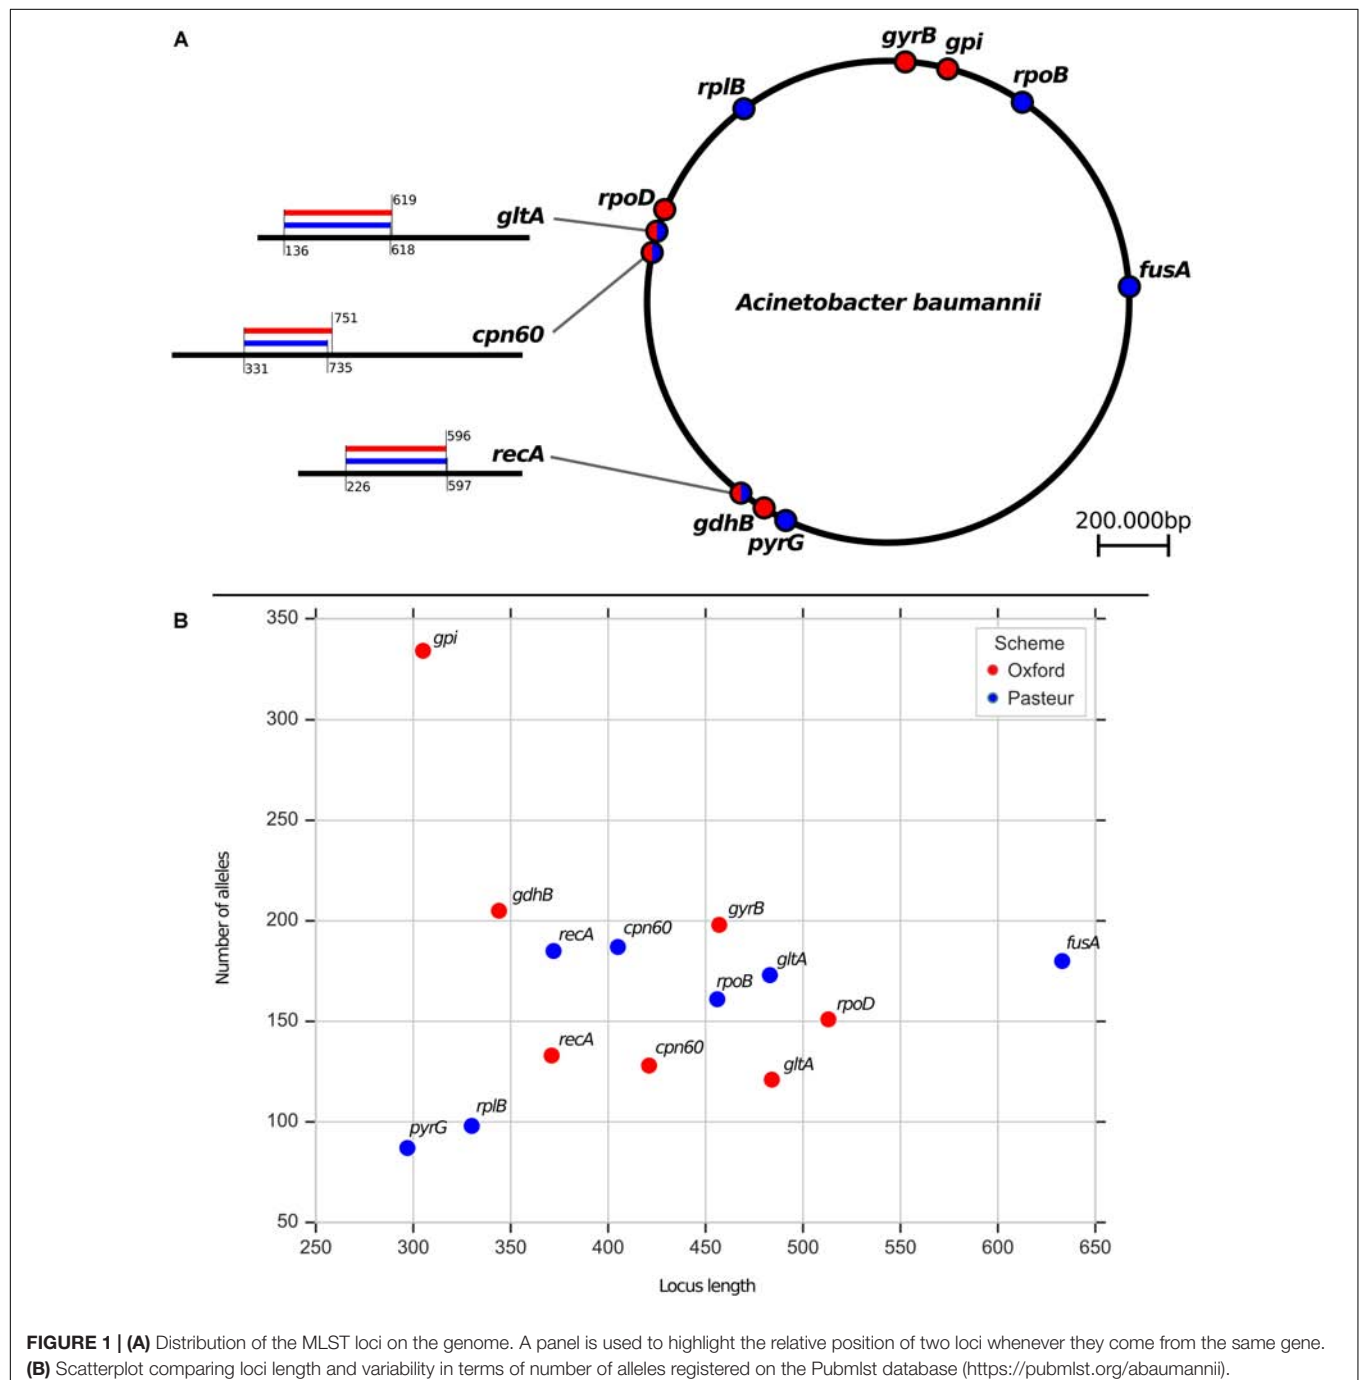 A
gyrB gpi
rpoB
rplB
rpoD
gltA
619
136
618
cpn60
751
331
735
fusA
Acinetobacter baumannii
recA
596
226
597
gdhB
pyrG
200.000bp
B
350
300
250
200
150
100
50
Number of alleles
gpi
Scheme
Oxford
Pasteur
gdhB
recA
cpn60
gyrB
gltA
rpoB
fusA
rpoD
recA
cpn60
gltA
rplB
pyrG
250 300 350 400 450 500 550 600 650
Locus length
FIGURE 1 | (A) Distribution of the MLST loci on the genome. A panel is used to highlight the relative position of two loci whenever they come from the same gene.
(B) Scatterplot comparing loci length and variability in terms of number of alleles registered on the Pubmlst database (https://pubmlst.org/abaumannii).